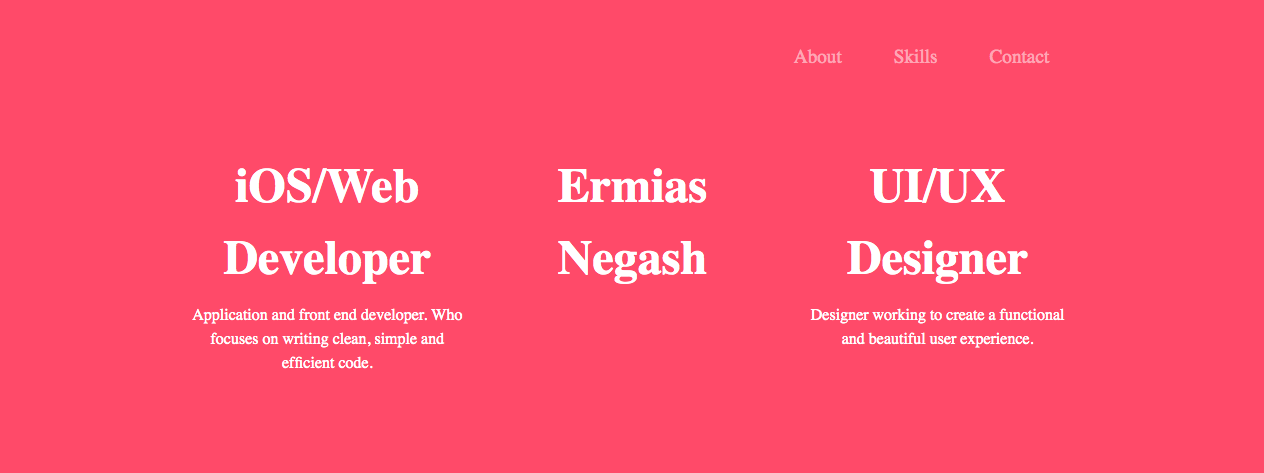 About Skills Contact
iOS/Web
Developer
Application and front end developer. Who
focuses on writing clean, simple and
efficient code.
Ermias
Negash
UI/UX
Designer
Designer working to create a functional
and beautiful user experience.